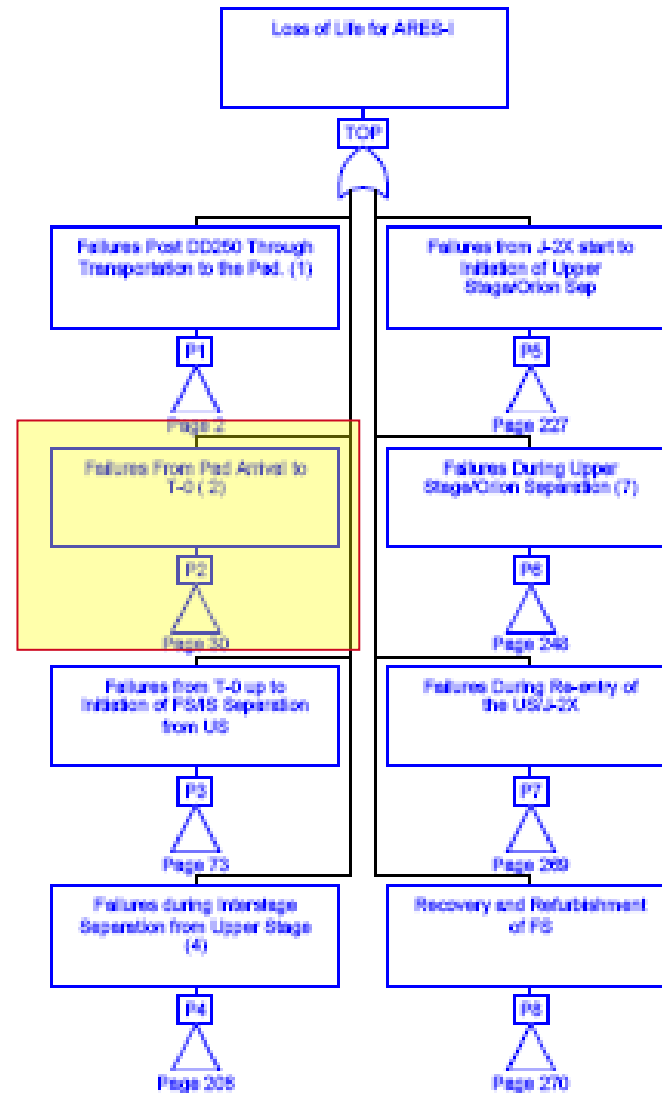 Loss of Life for ARES-I
TOP
Failures Post DD250 Through
Transportation to the Pad. (1)
P1
Page 2
Failures From Pad Arrival to
T-0 ( 2)
P2
Page 30
Failures from T-0 up to
Initiation of FS/IS Separation
from US
P3
Page 73
Failures during Interstage
Separation from Upper Stage
(4)
P4
Page 208
Failures from J-2X start to
Initiation of Upper
Stage/Orion Sep
P5
Page 227
Failures During Upper
Stage/Orion Separation (7)
P6
Page 248
Failures During Re-entry of
the US/J-2X
P7
Page 269
Recovery and Refurbishment
of FS
P8
Page 270